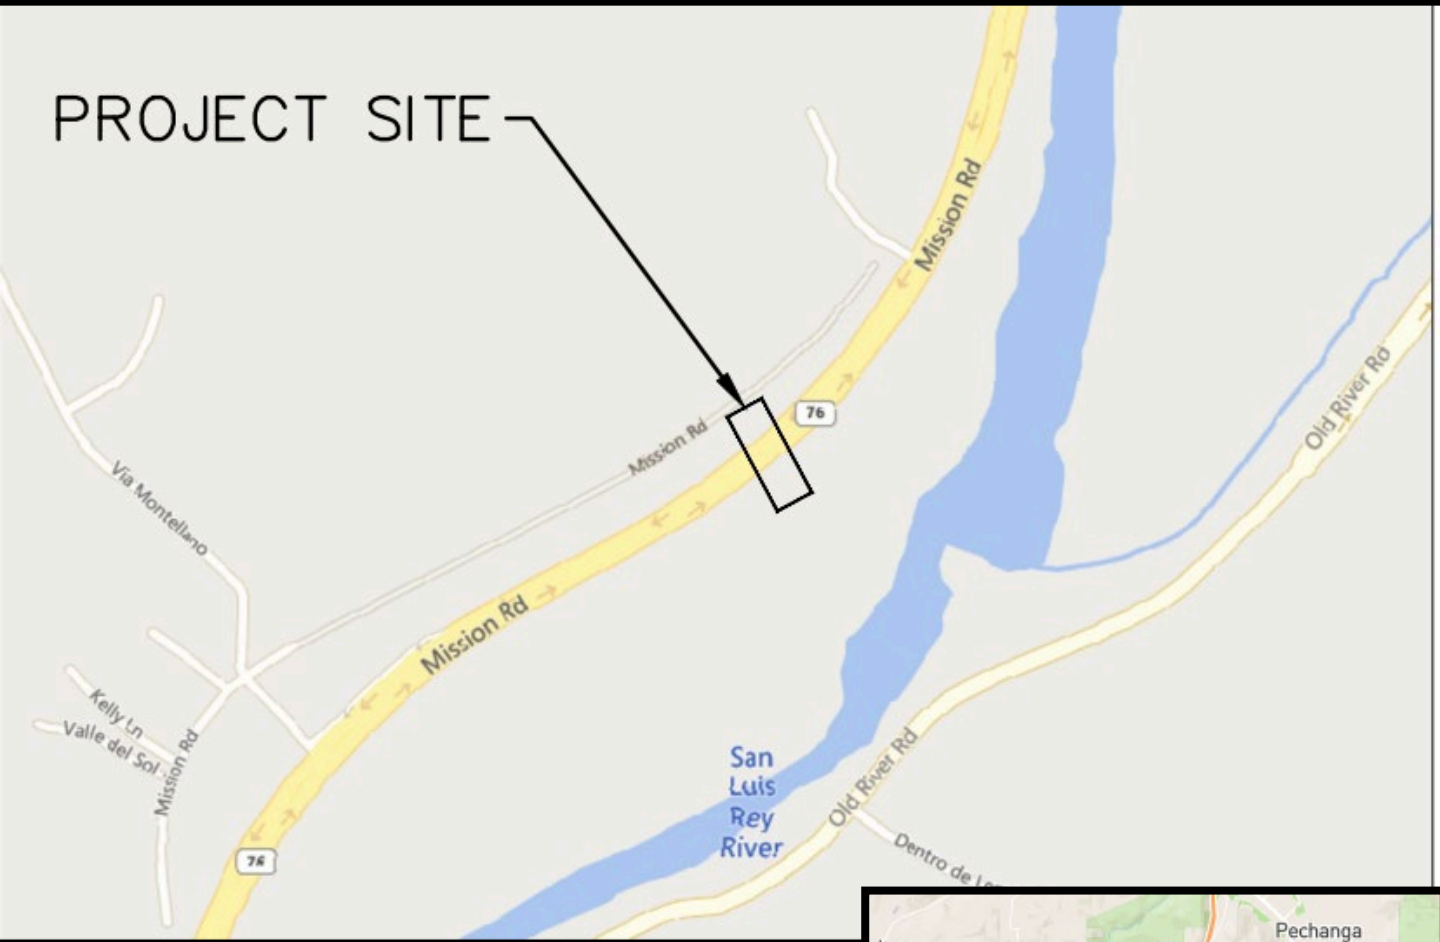 PROJECT SITE
Mission Rd
76
Mission Rd
Old River Rd
Via Montellano
Mission Rd
Kelly Ln
Valle del Sol
Mission Rd
San
Luis
Rey
River
Old River Rd
76
Dentro de
Pechanga